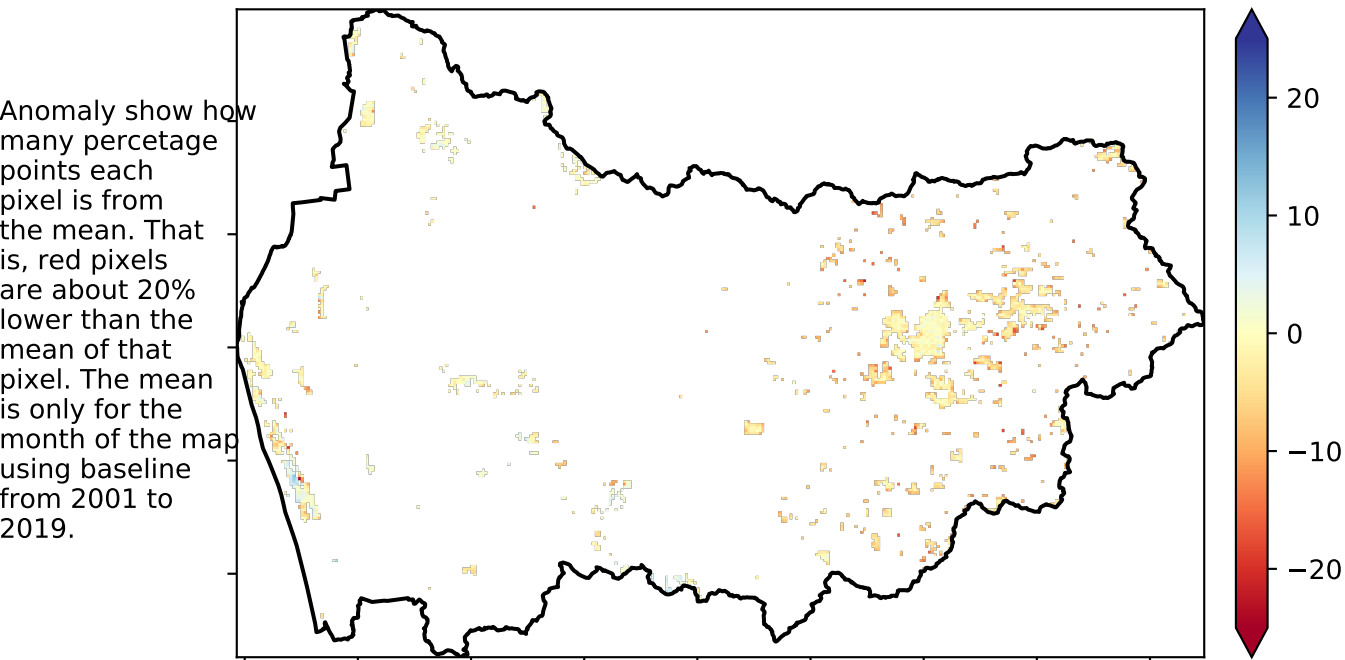 Anomaly show how
many percetage
points each
pixel is from
the mean. That
is, red pixels
are about 20%
lower than the
mean of that
pixel. The mean
is only for the
month of the map
using baseline
from 2001 to
2019.
20
10
0
−10
−20